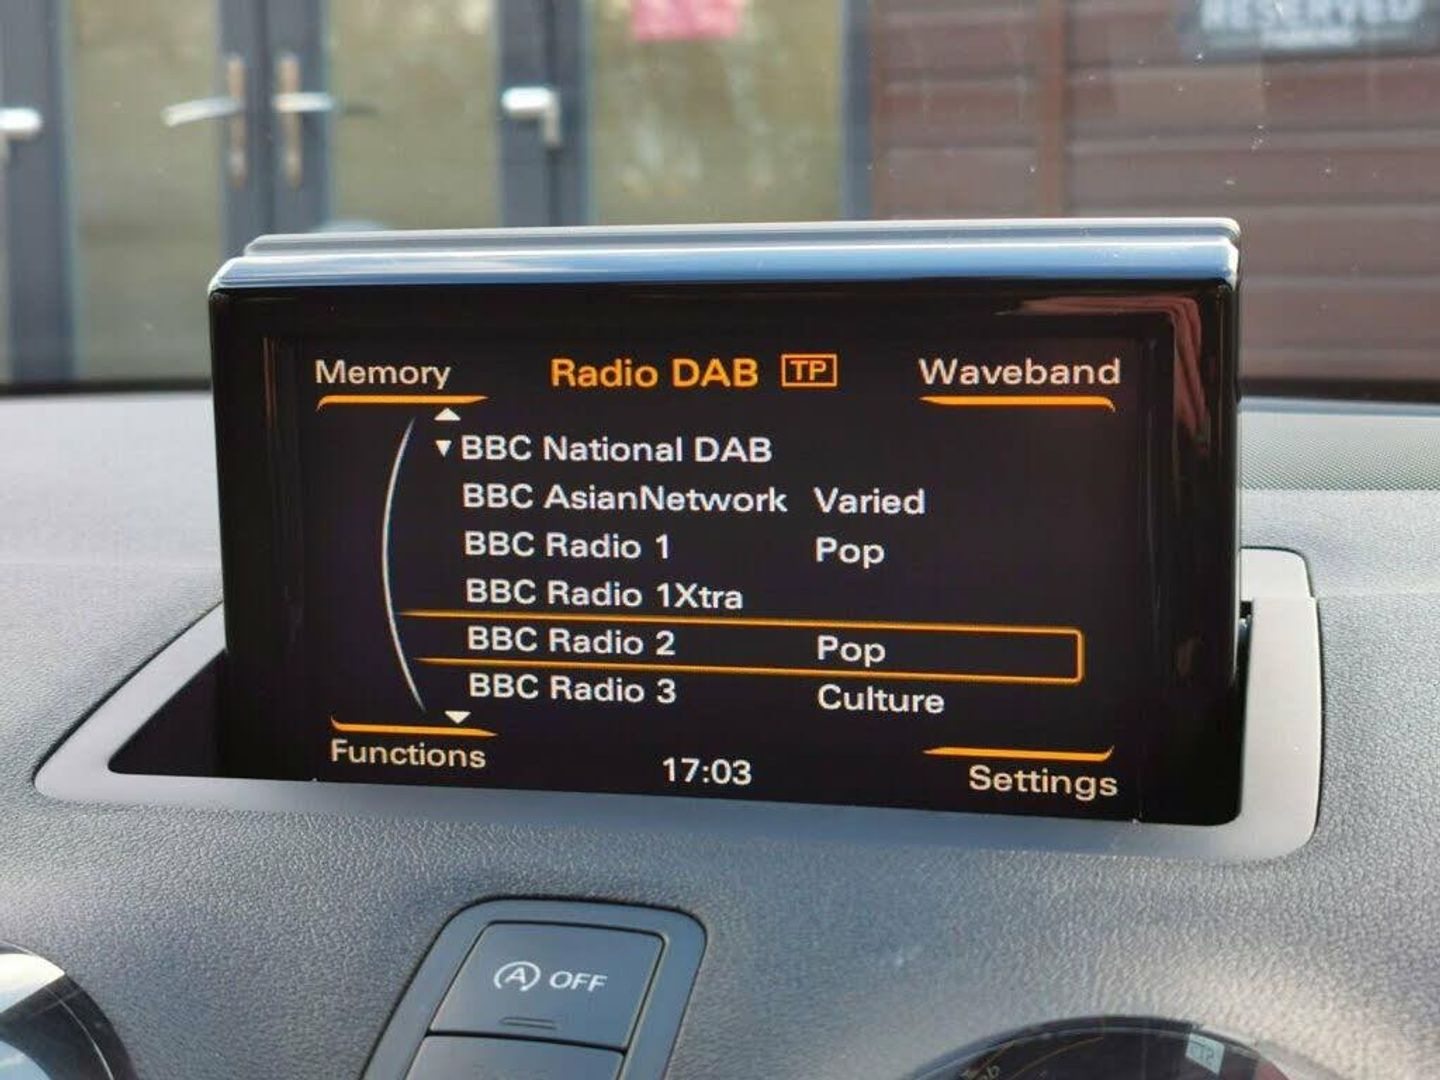 RESERVED
Memory Radio DAB TP Waveband
BBC National DAB
BBC AsianNetwork Varied
BBC Radio 1 Pop
BBC Radio 1Xtra
BBC Radio 2 Pop
BBC Radio 3 Culture
Functions 17:03 Settings
A OFF